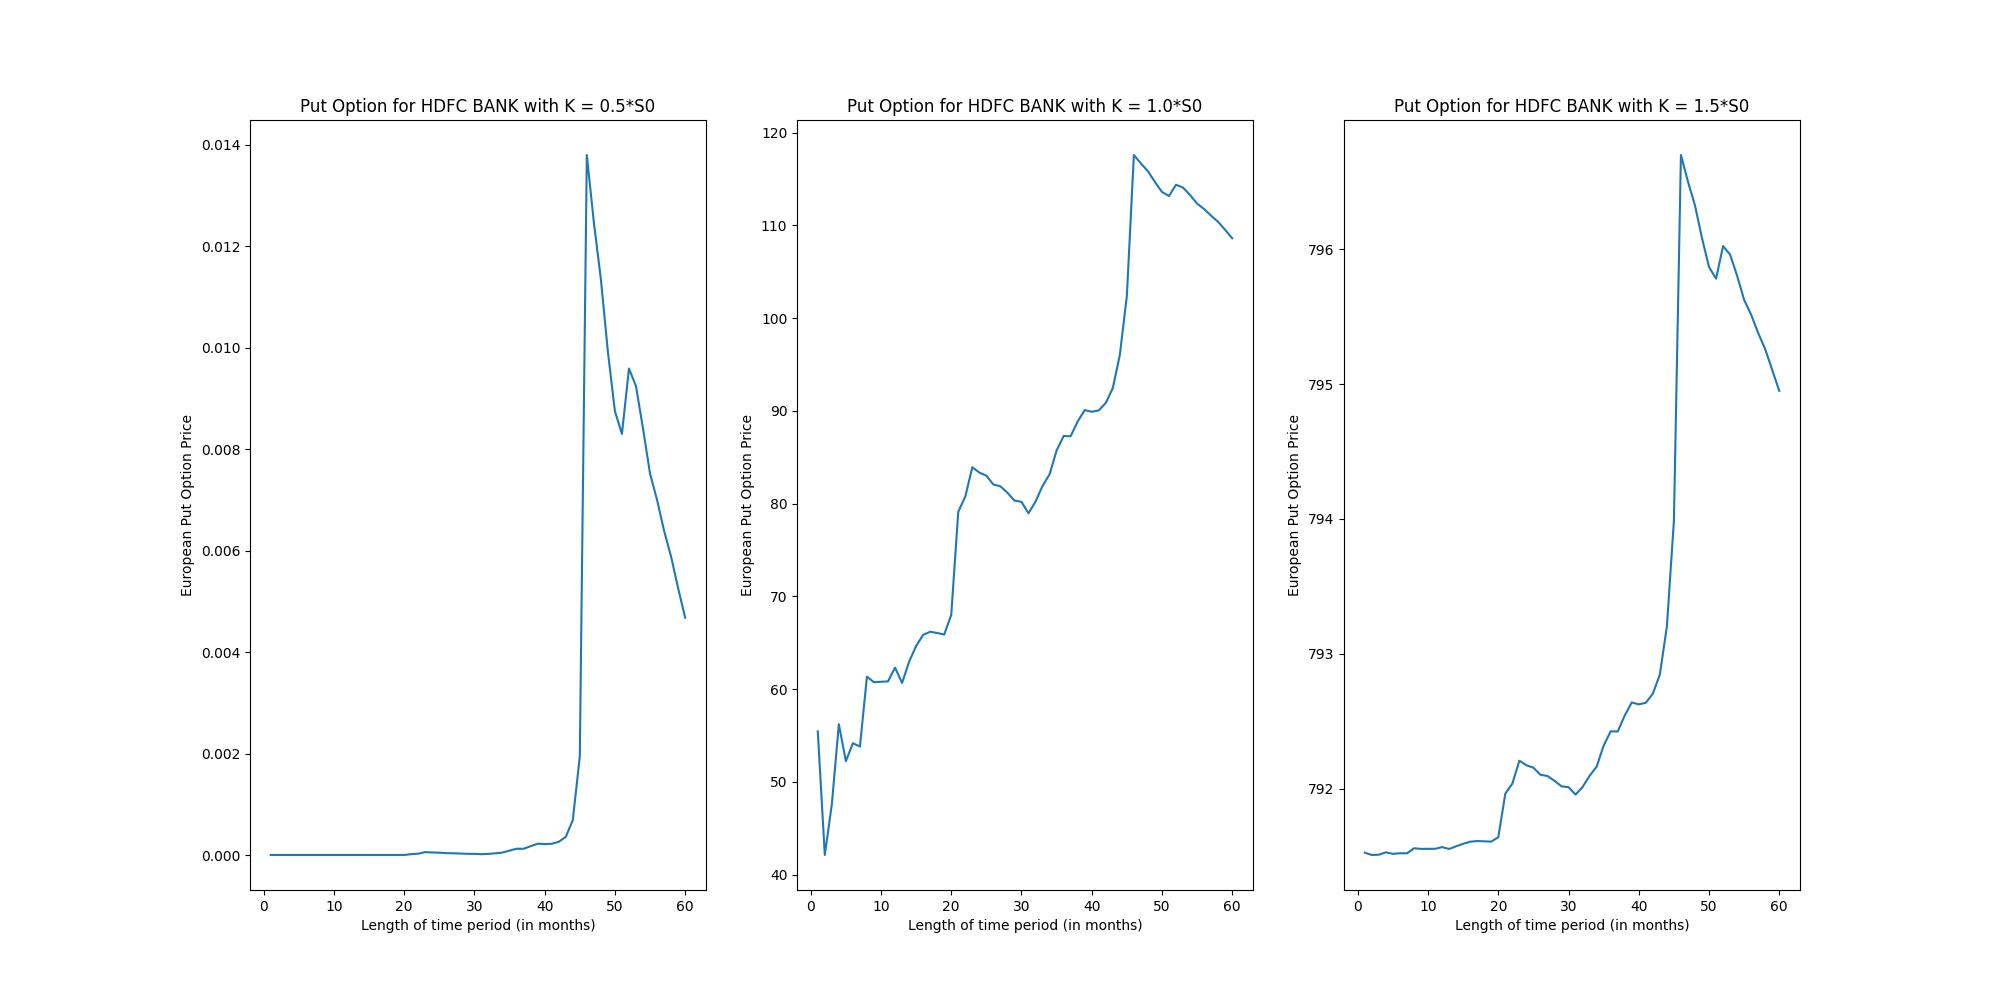 Put Option for HDFC BANK with K = 0.5*S0
0.014
0.012
0.010
0.008
0.006
0.004
0.002
0.000
European Put Option Price
0 10 20 30 40 50 60
Length of time period (in months)
Put Option for HDFC BANK with K = 1.0*S0
120
110
100
90
80
70
60
50
40
European Put Option Price
0 10 20 30 40 50 60
Length of time period (in months)
Put Option for HDFC BANK with K = 1.5*S0
796
795
794
793
792
European Put Option Price
0 10 20 30 40 50 60
Length of time period (in months)